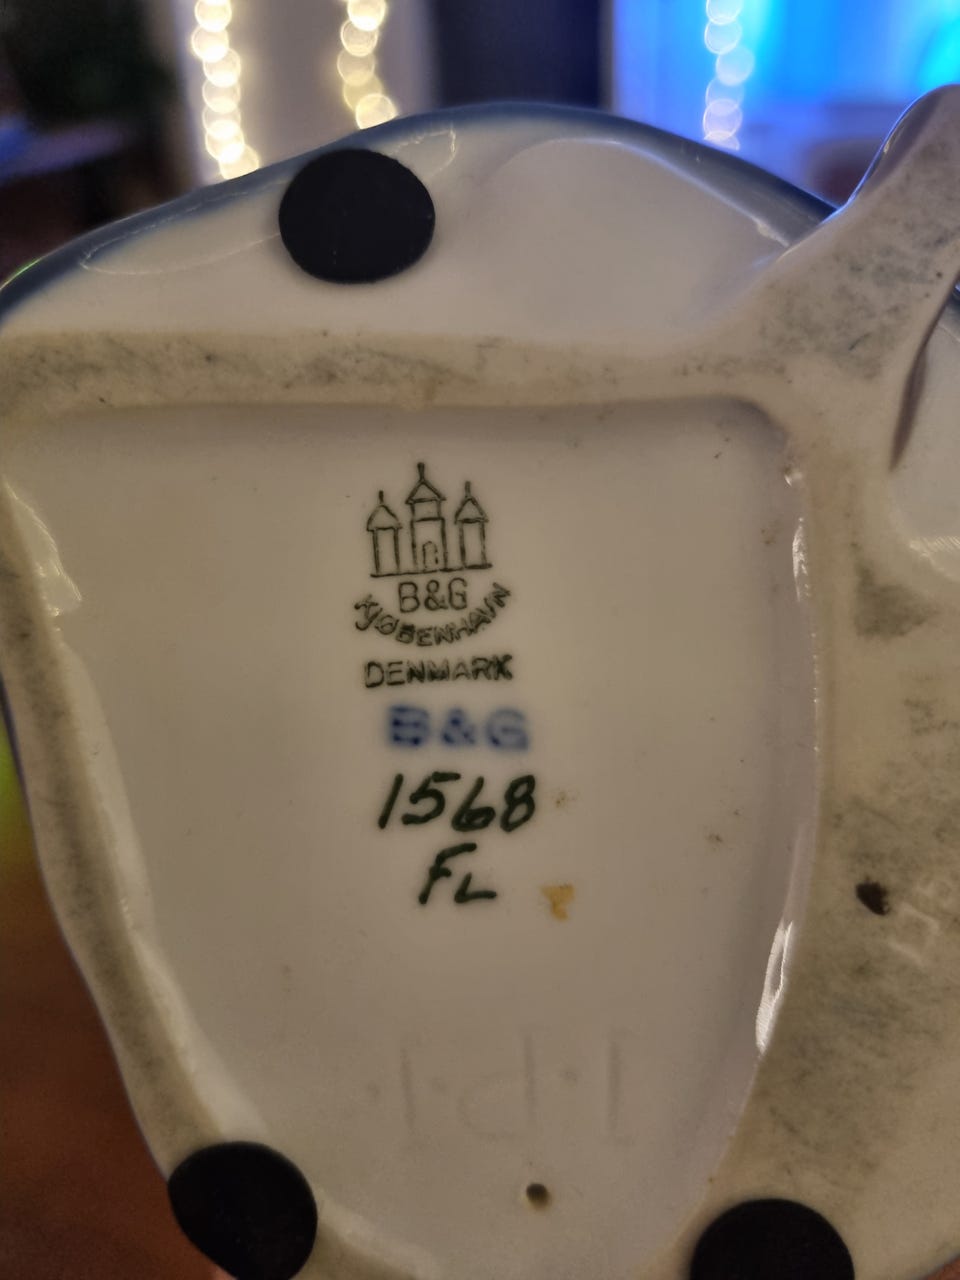 B&G
KJØBENHAVN
DENMARK
B&G
1568
FL